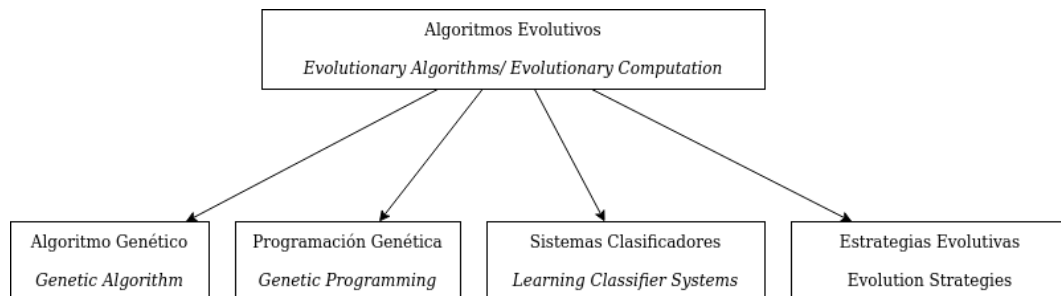 Algoritmos Evolutivos
Evolutionary Algorithms/ Evolutionary Computation
Algoritmo Genético
Genetic Algorithm
Programación Genética
Genetic Programming
Sistemas Clasificadores
Learning Classifier Systems
Estrategias Evolutivas
Evolution Strategies